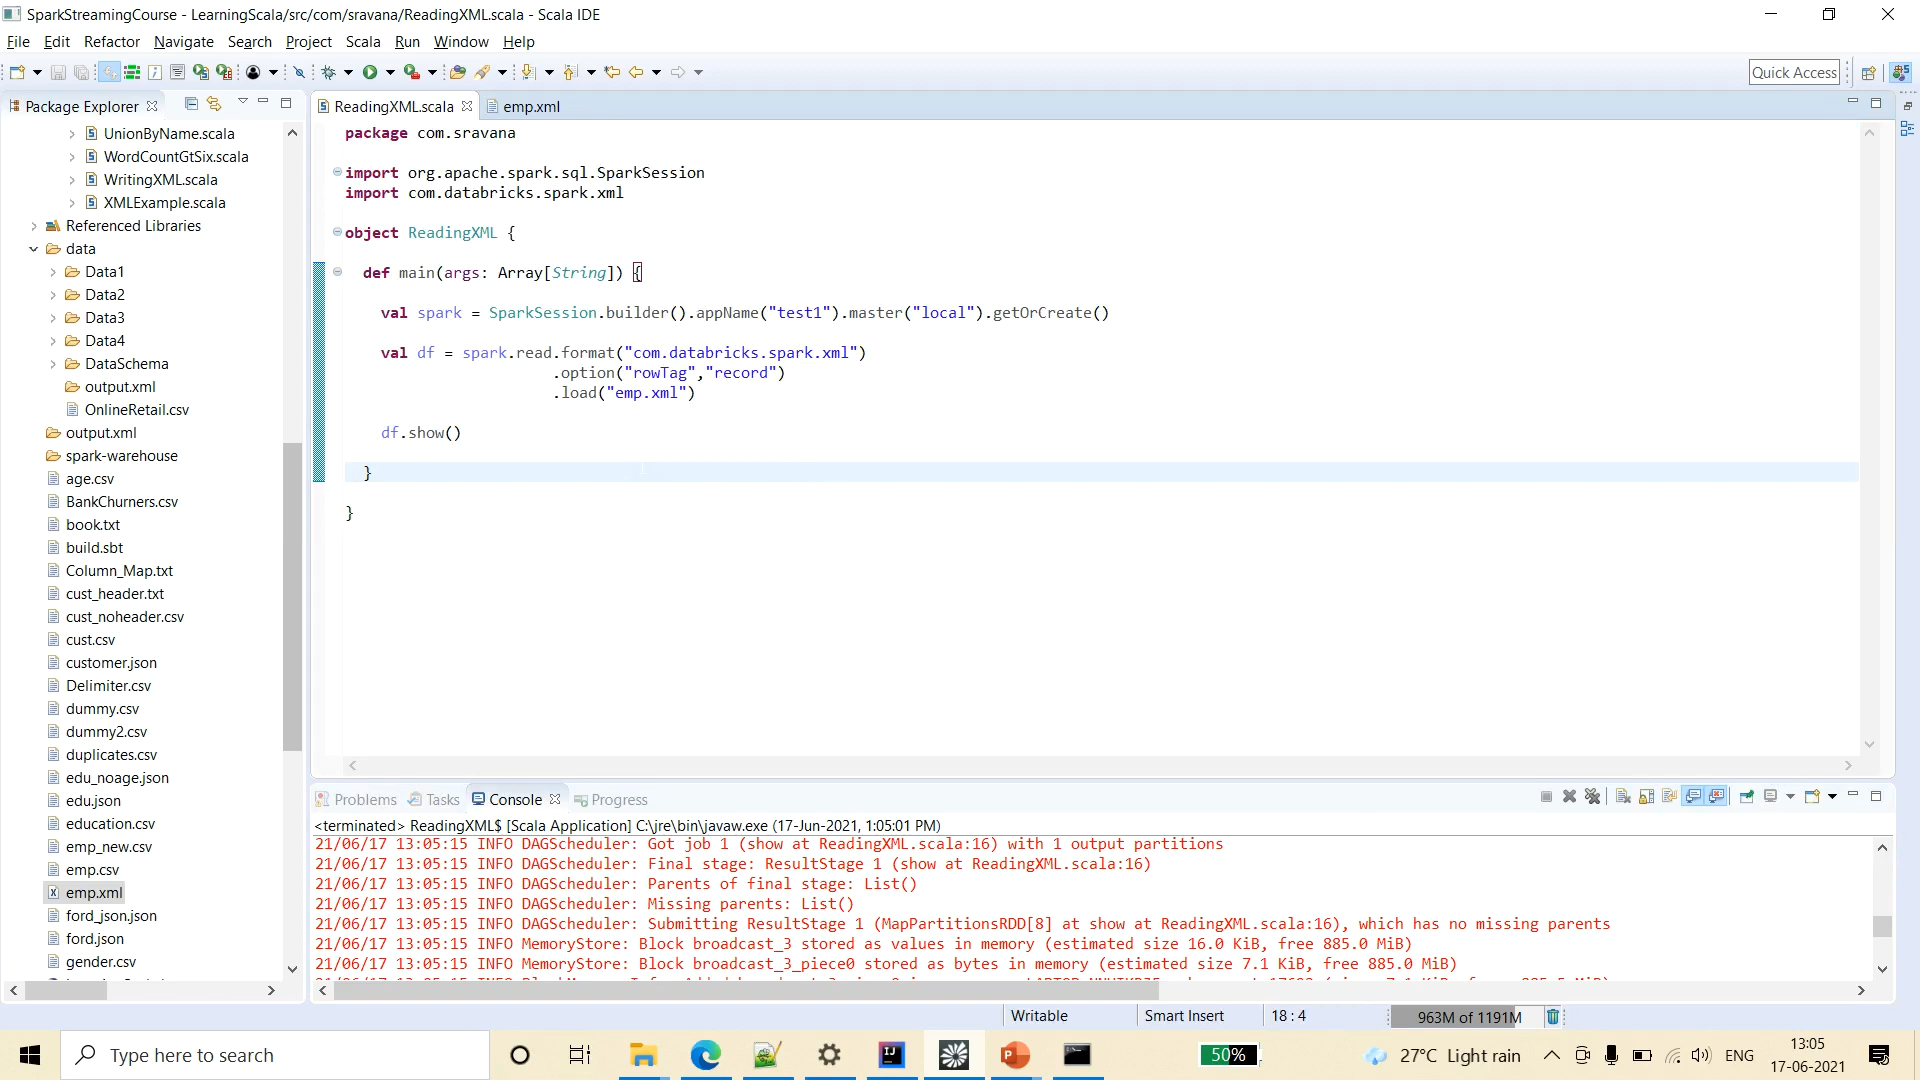 SparkStreamingCourse - LearningScala/src/com/sravana/ReadingXML.scala - Scala IDE
File Edit Refactor Navigate Search Project Scala Run Window Help
Quick Access
Package Explorer
UnionByName.scala
WordCountGtSix.scala
WritingXML.scala
XMLExample.scala
Referenced Libraries
data
Data1
Data2
Data3
Data4
DataSchema
output.xml
OnlineRetail.csv
output.xml
spark-warehouse
age.csv
BankChurners.csv
book.txt
build.sbt
Column_Map.txt
cust_header.txt
cust_noheader.csv
cust.csv
customer.json
Delimiter.csv
dummy.csv
dummy2.csv
duplicates.csv
edu_noage.json
edu.json
education.csv
emp_new.csv
emp.csv
emp.xml
ford_json.json
ford.json
gender.csv
ReadingXML.scala emp.xml
package com.sravana
import org.apache.spark.sql.SparkSession
import com.databricks.spark.xml
object ReadingXML {
def main(args: Array[String]) {
val spark = SparkSession.builder().appName("test1").master("local").getOrCreate()
val df = spark.read.format("com.databricks.spark.xml")
.option("rowTag","record")
.load("emp.xml")
df.show()
}
}
Problems Tasks Console Progress
<terminated> ReadingXML$ [Scala Application] C:\jre\bin\javaw.exe (17-Jun-2021, 1:05:01 PM)
21/06/17 13:05:15 INFO DAGScheduler: Got job 1 (show at ReadingXML.scala:16) with 1 output partitions
21/06/17 13:05:15 INFO DAGScheduler: Final stage: ResultStage 1 (show at ReadingXML.scala:16)
21/06/17 13:05:15 INFO DAGScheduler: Parents of final stage: List()
21/06/17 13:05:15 INFO DAGScheduler: Missing parents: List()
21/06/17 13:05:15 INFO DAGScheduler: Submitting ResultStage 1 (MapPartitionsRDD[8] at show at ReadingXML.scala:16), which has no missing parents
21/06/17 13:05:15 INFO MemoryStore: Block broadcast_3 stored as values in memory (estimated size 16.0 KiB, free 885.0 MiB)
21/06/17 13:05:15 INFO MemoryStore: Block broadcast_3_piece0 stored as bytes in memory (estimated size 7.1 KiB, free 885.0 MiB)
Writable Smart Insert 18 : 4 963M of 1191M
Type here to search
50%
27°C Light rain
ENG
13:05
17-06-2021